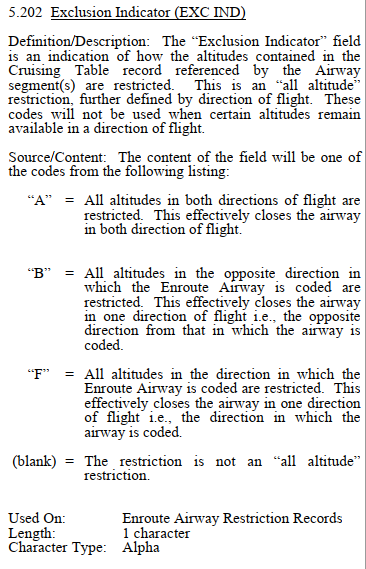 5.202 Exclusion Indicator (EXC IND)
Definition/Description: The “Exclusion Indicator” field
is an indication of how the altitudes contained in the
Cruising Table record referenced by the Airway
segment(s) are restricted. This is an “all altitude”
restriction, further defined by direction of flight. These
codes will not be used when certain altitudes remain
available in a direction of flight.
Source/Content: The content of the field will be one of
the codes from the following listing:
“A” = All altitudes in both directions of flight are
restricted. This effectively closes the airway
in both direction of flight.
“B” = All altitudes in the opposite direction in
which the Enroute Airway is coded are
restricted. This effectively closes the airway
in one direction of flight i.e., the opposite
direction from that in which the airway is
coded.
“F” = All altitudes in the direction in which the
Enroute Airway is coded are restricted. This
effectively closes the airway in one direction
of flight i.e., the direction in which the
airway is coded.
(blank) = The restriction is not an “all altitude”
restriction.
Used On: Enroute Airway Restriction Records
Length: 1 character
Character Type: Alpha